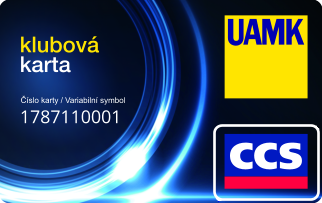 klubová
karta
UAMK
Číslo karty / Variabilní symbol
1787110001
CCS